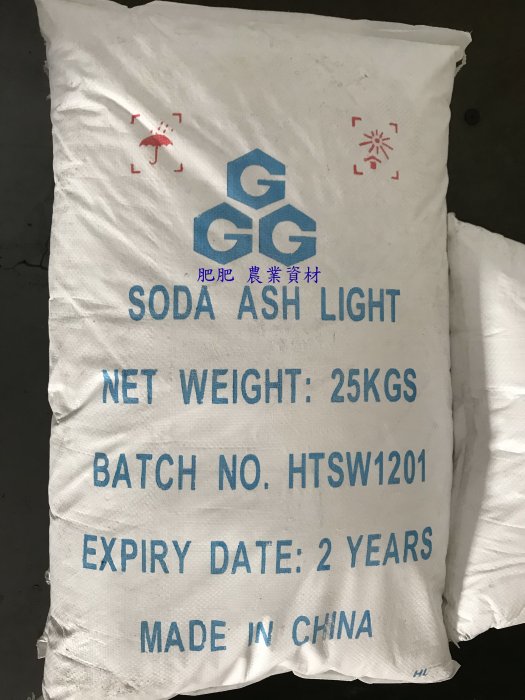 G
GG
肥肥 農業資材
SODA ASH LIGHT
NET WEIGHT: 25KGS
BATCH NO. HTSW1201
EXPIRY DATE: 2 YEARS
MADE IN CHINA
HL